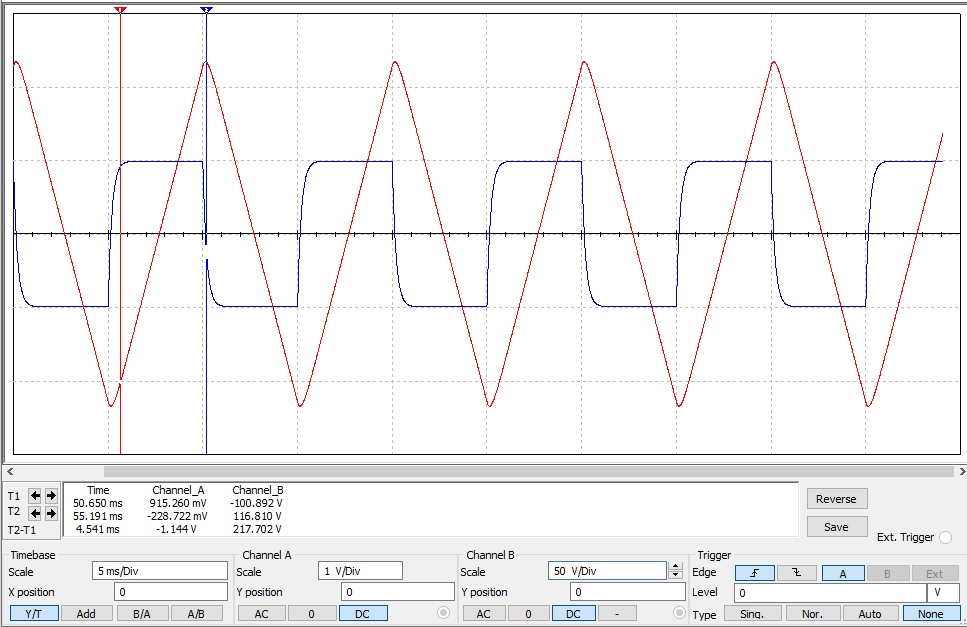 1 2
T1
T2
T2-T1
Time Channel_A Channel_B
50.650 ms 915.260 mV -100.892 V
55.191 ms -228.722 mV 116.810 V
4.541 ms -1.144 V 217.702 V
Reverse
Save
Ext. Trigger
Timebase
Scale 5 ms/Div
X position 0
Y/T Add B/A A/B
Channel A
Scale 1 V/Div
Y position 0
AC 0 DC
Channel B
Scale 50 V/Div
Y position 0
AC 0 DC -
Trigger
Edge A B Ext
Level 0 V
Type Sing. Nor. Auto None